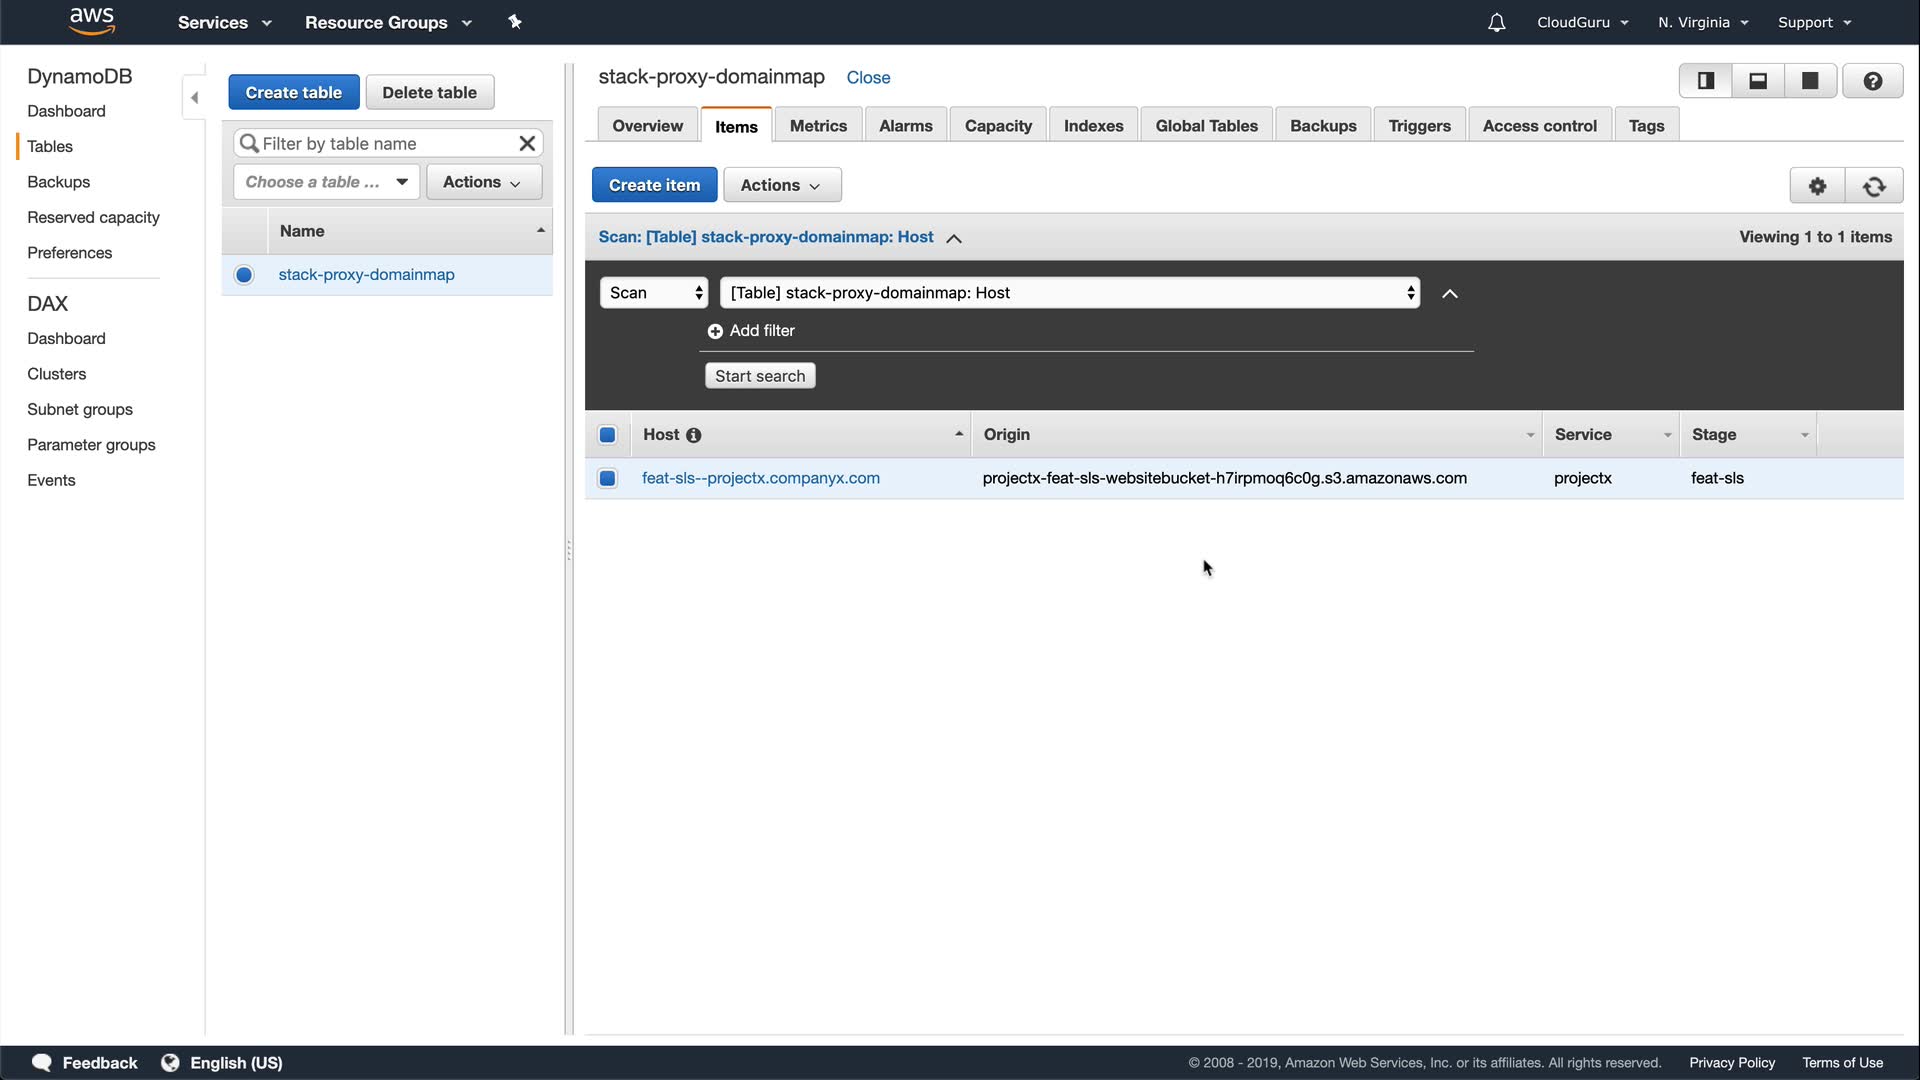 aws Services Resource Groups CloudGuru N. Virginia Support
DynamoDB
Dashboard
Tables
Backups
Reserved capacity
Preferences
DAX
Dashboard
Clusters
Subnet groups
Parameter groups
Events
Create table Delete table
Filter by table name
Choose a table ... Actions
Name
stack-proxy-domainmap
stack-proxy-domainmap Close
Overview Items Metrics Alarms Capacity Indexes Global Tables Backups Triggers Access control Tags
Create item Actions
Scan: [Table] stack-proxy-domainmap: Host Viewing 1 to 1 items
Scan [Table] stack-proxy-domainmap: Host
Add filter
Start search
Host Origin Service Stage
feat-sls--projectx.companyx.com projectx-feat-sls-websitebucket-h7irpmoq6c0g.s3.amazonaws.com projectx feat-sls
Feedback English (US) © 2008 - 2019, Amazon Web Services, Inc. or its affiliates. All rights reserved. Privacy Policy Terms of Use